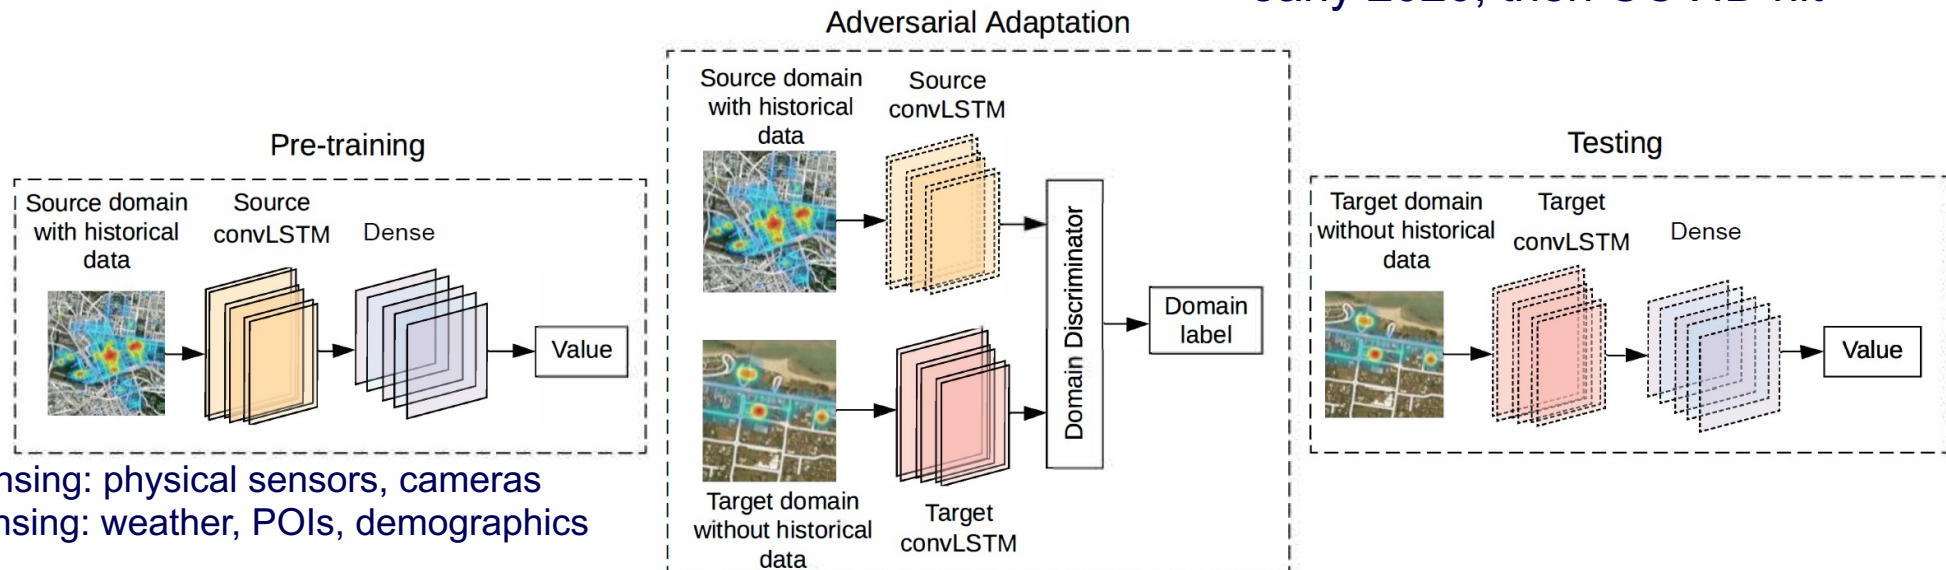 Adversarial Adaptation
Pre-training
Source domain
with historical
data
Source
convLSTM
Dense
Value
Source domain
with historical
data
Source
convLSTM
Target domain
without historical
data
Target
convLSTM
Domain Discriminator
Domain
label
Testing
Target domain
without historical
data
Target
convLSTM
Dense
Value
physical sensors, cameras
weather, POIs, demographics